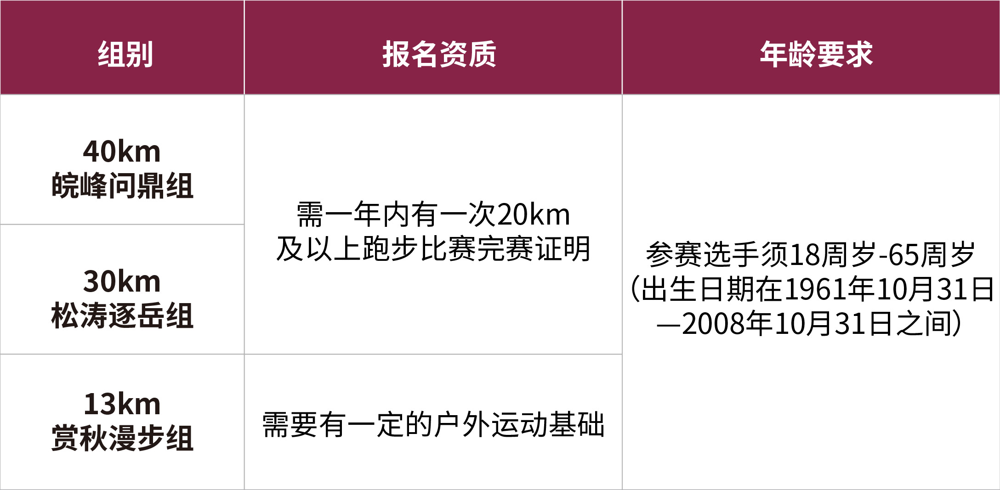 组别
报名资质
年龄要求
40km
皖峰问鼎组
需一年内有一次20km
及以上跑步比赛完赛证明
参赛选手须18周岁-65周岁
（出生日期在1961年10月31日
—2008年10月31日之间）
30km
松涛逐岳组
13km
赏秋漫步组
需要有一定的户外运动基础